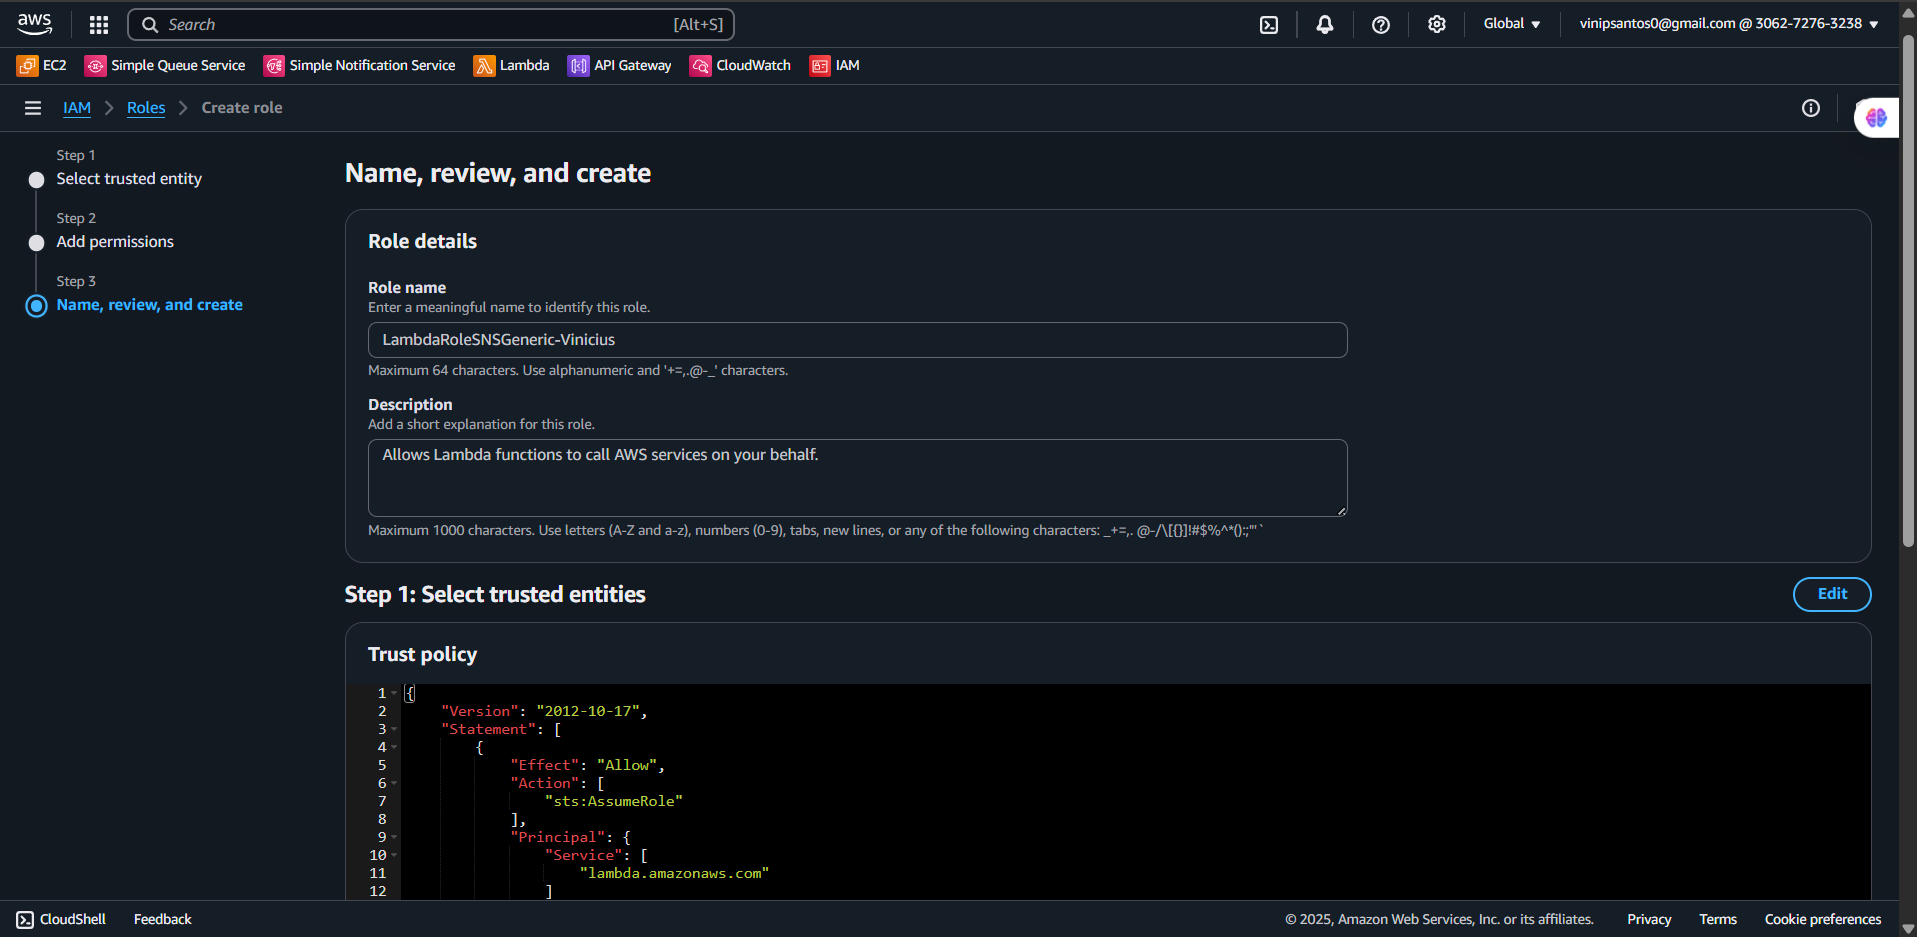 aws
Search [Alt+S]
Global
vinipsantos0@gmail.com @ 3062-7276-3238
EC2
Simple Queue Service
Simple Notification Service
Lambda
API Gateway
CloudWatch
IAM
IAM
Roles
Create role
Step 1
Select trusted entity
Step 2
Add permissions
Step 3
Name, review, and create
Name, review, and create
Role details
Role name
Enter a meaningful name to identify this role.
LambdaRoleSNSGeneric-Vinicius
Maximum 64 characters. Use alphanumeric and '+=,.@-_' characters.
Description
Add a short explanation for this role.
Allows Lambda functions to call AWS services on your behalf.
Maximum 1000 characters. Use letters (A-Z and a-z), numbers (0-9), tabs, new lines, or any of the following characters: _+=,. @-/\[{}]!#$%^*();:"'`
Step 1: Select trusted entities
Edit
Trust policy
1 {
2 "Version": "2012-10-17",
3 "Statement": [
4 {
5 "Effect": "Allow",
6 "Action": [
7 "sts:AssumeRole"
8 ],
9 "Principal": {
10 "Service": [
11 "lambda.amazonaws.com"
12 ]
CloudShell
Feedback
© 2025, Amazon Web Services, Inc. or its affiliates.
Privacy
Terms
Cookie preferences